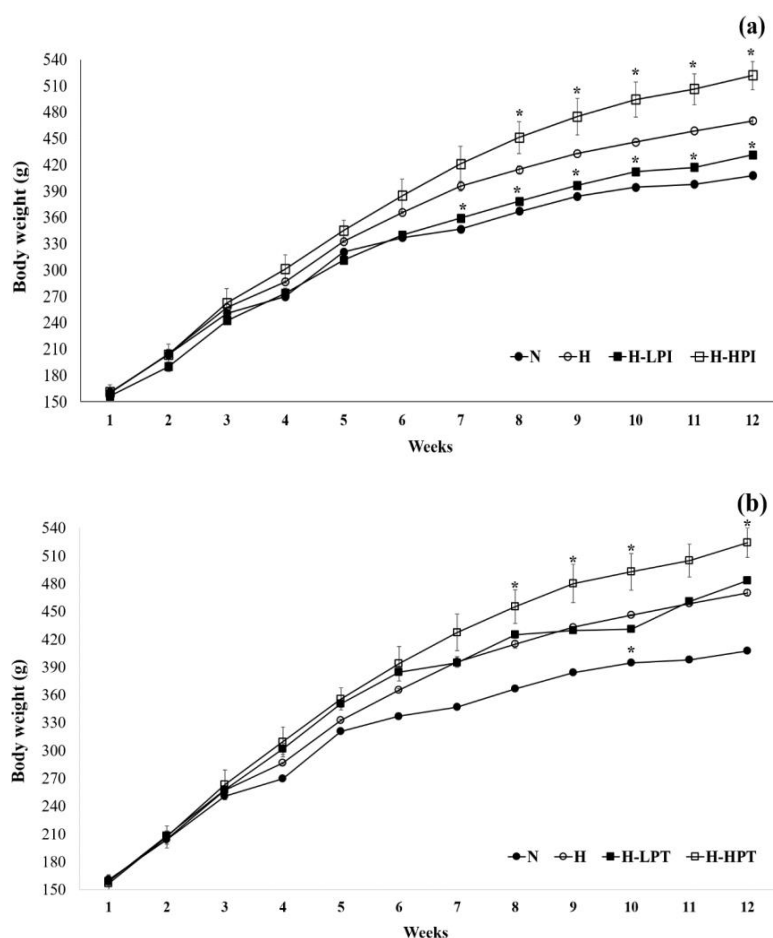 (a)
540
510
480
450
420
390
360
330
300
270
240
210
180
150
Body weight (g)
* * * * *
* * * * * *
N H H-LPI H-HPI
1 2 3 4 5 6 7 8 9 10 11 12
Weeks
(b)
540
510
480
450
420
390
360
330
300
270
240
210
180
150
Body weight (g)
* * * *
*
N H H-LPT H-HPT
1 2 3 4 5 6 7 8 9 10 11 12
Weeks